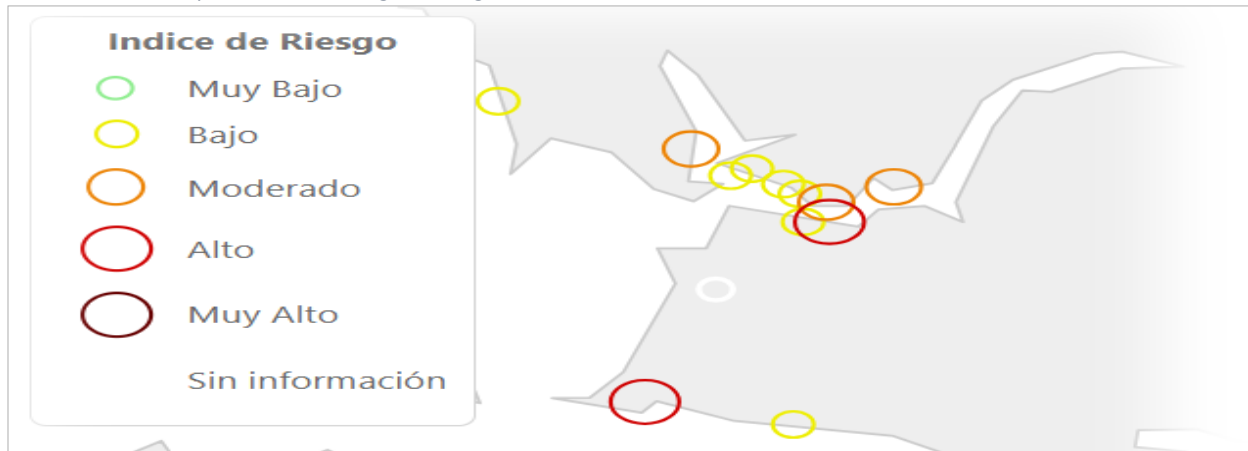 Indice de Riesgo
Muy Bajo
Bajo
Moderado
Alto
Muy Alto
Sin información